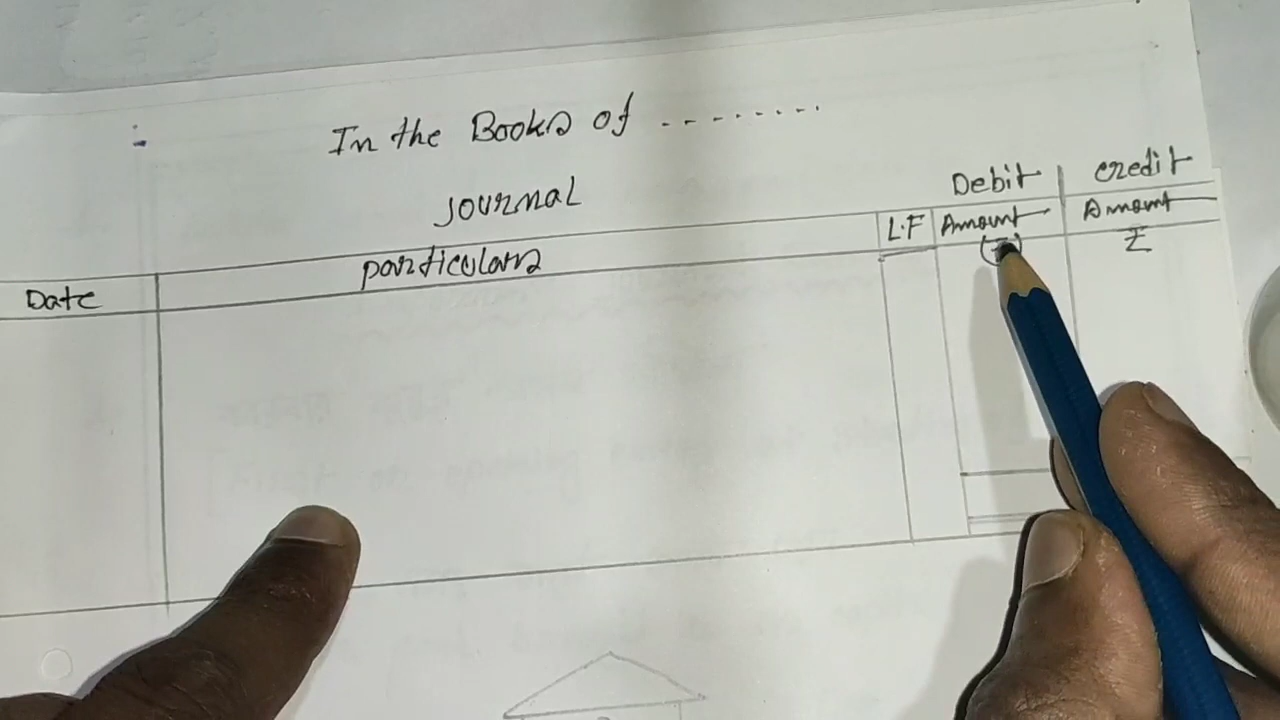 In the Books of ........
Journal
Date
particulars
L.F
Debit
Amount
(₹)
credit
Amount
₹